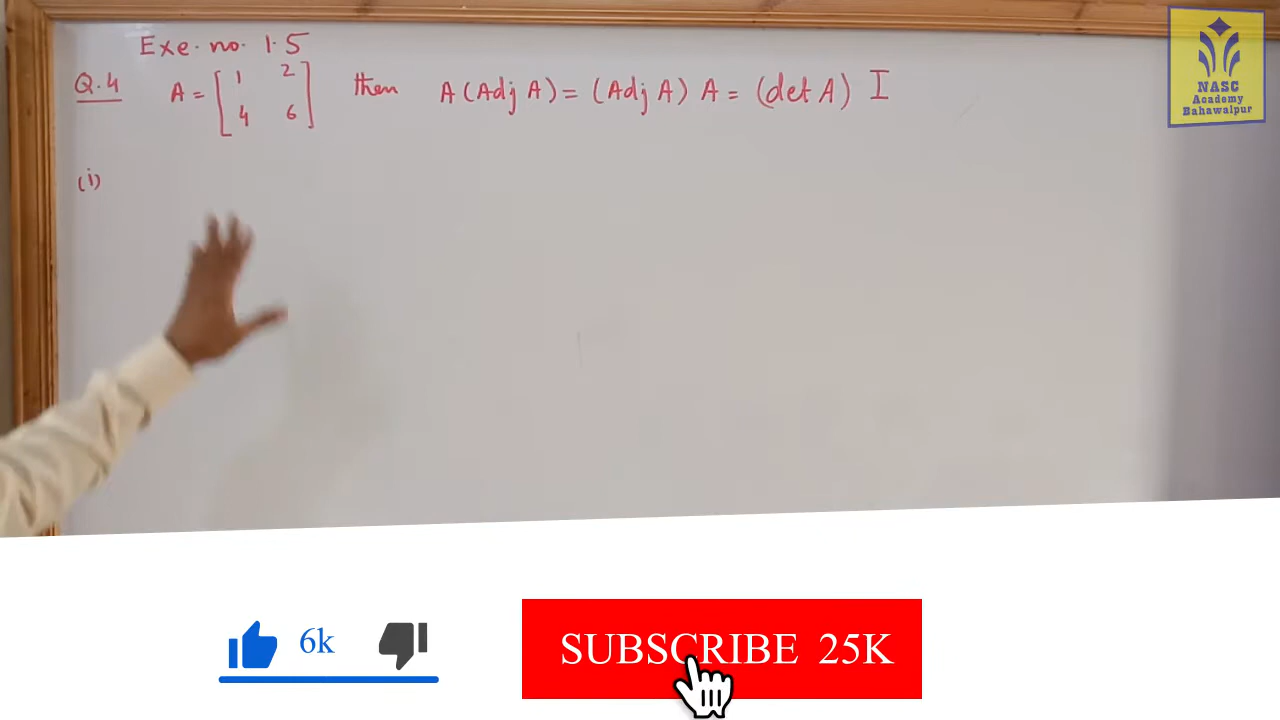 Exe. no. 1.5
Q.4 A = [1 2 4 6] then A (Adj A) = (Adj A) A = (det A) I
(i)
NASC
Academy
Bahawalpur
6k
SUBSCRIBE 25K